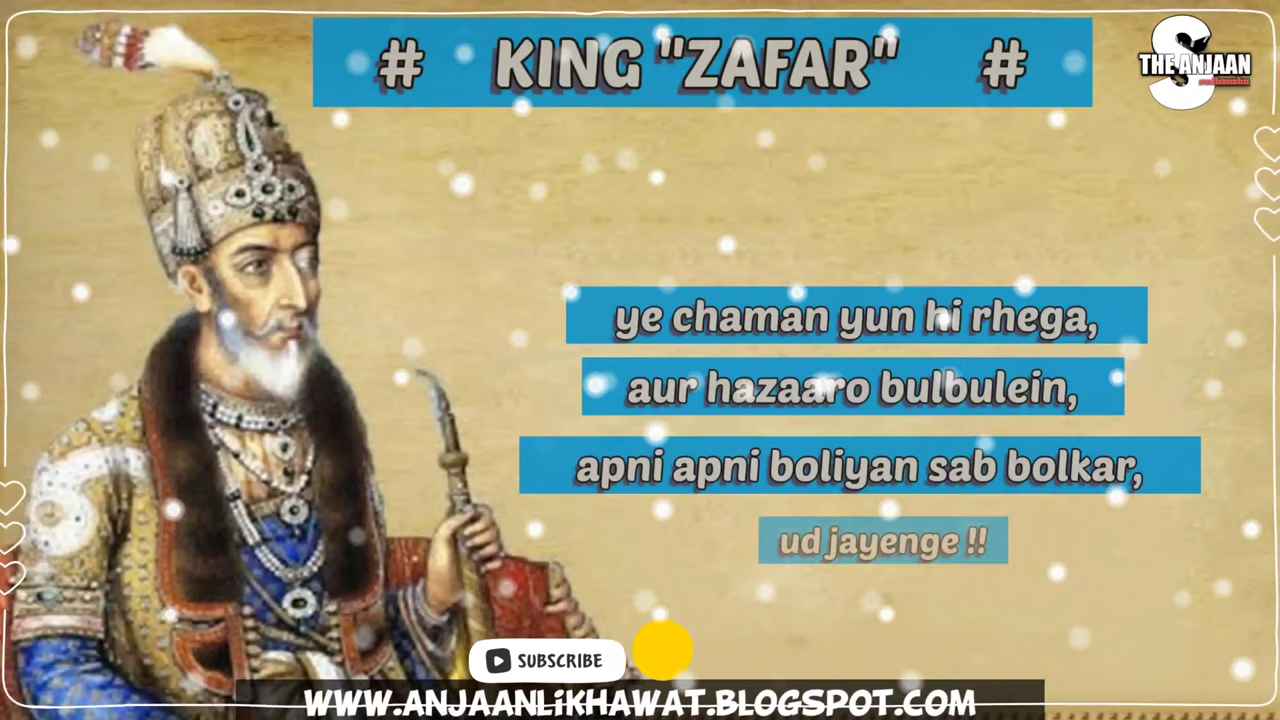 # KING "ZAFAR" #
THE ANJAAN
ye chaman yun hi rhega,
aur hazaaro bulbulein,
apni apni boliyan sab bolkar,
ud jayenge !!
SUBSCRIBE
WWW.ANJAANLiKHAWAT.BLOGSPOT.COM